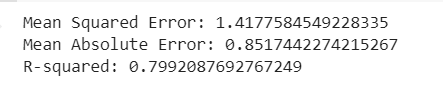 Mean Squared Error: 1.4177584549228335
Mean Absolute Error: 0.8517442274215267
R-squared: 0.7992087692767249